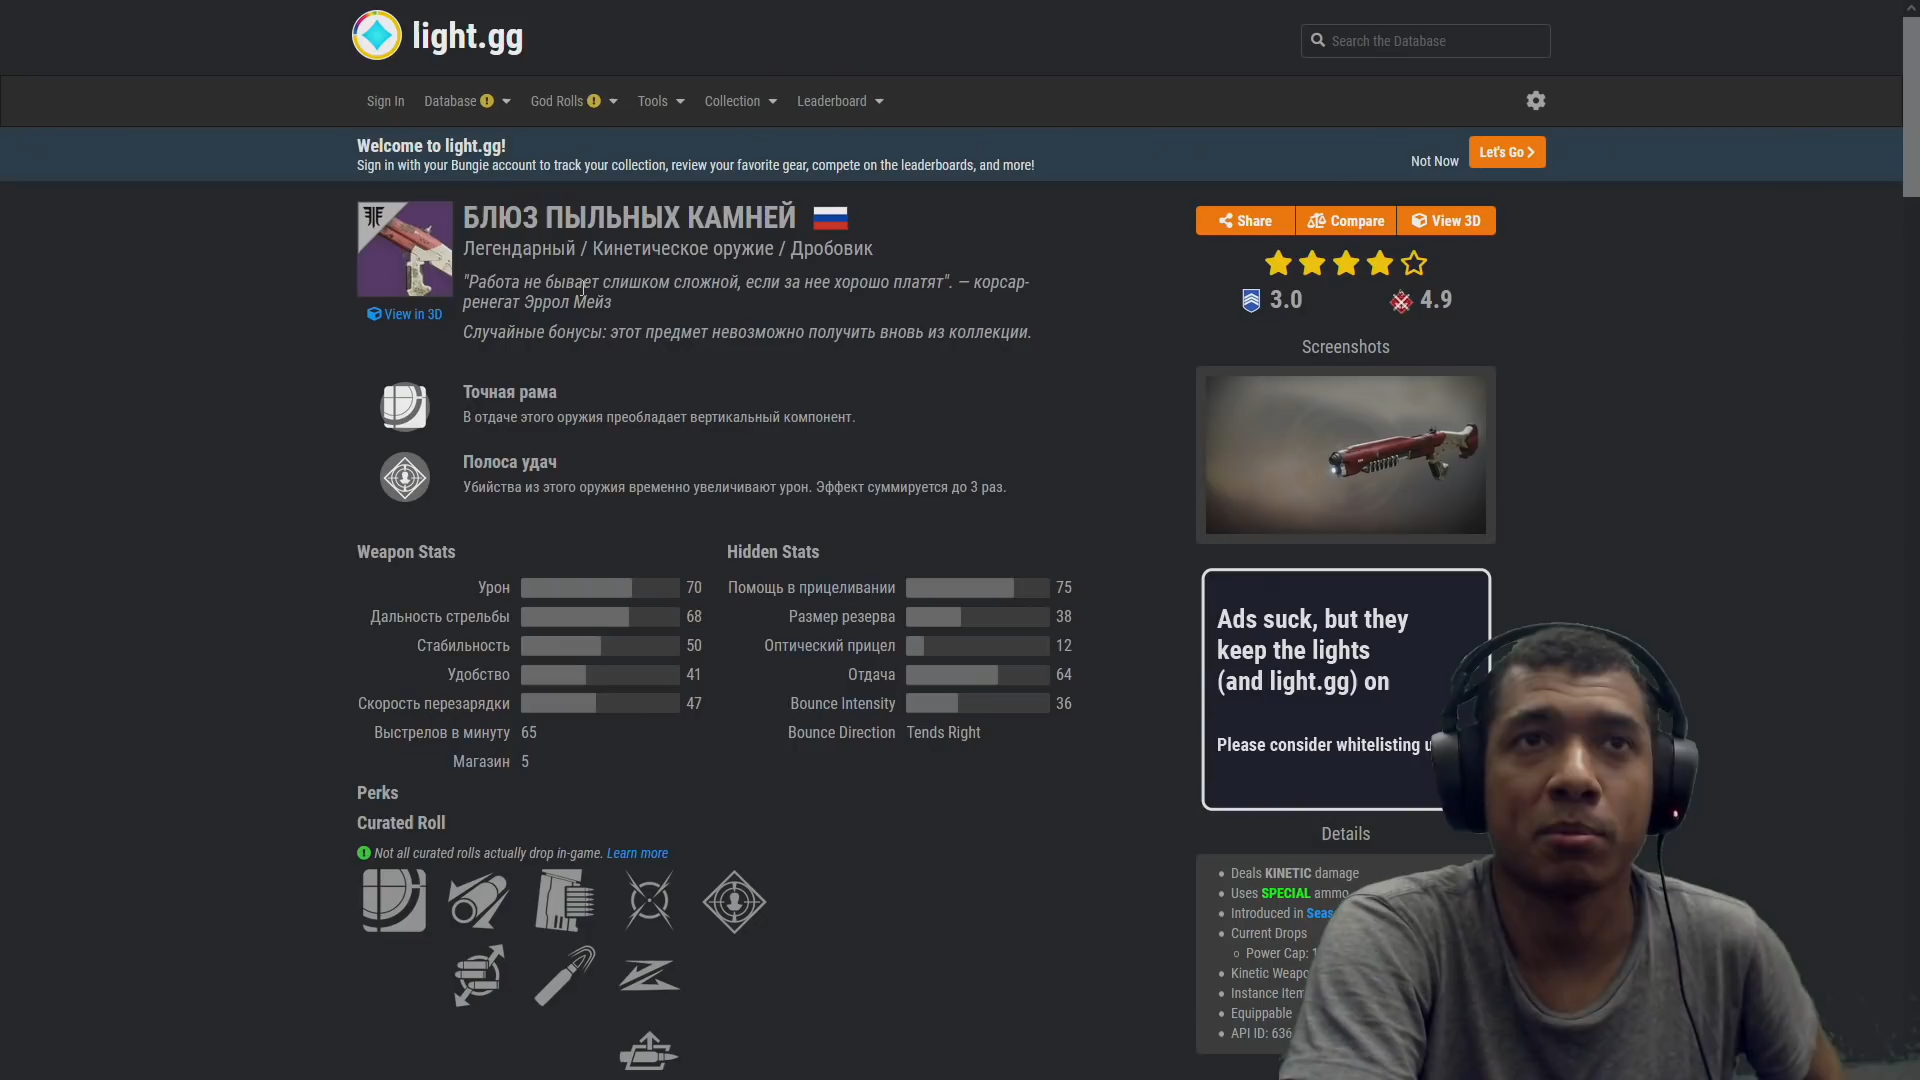 light.gg
Search the Database
Sign In
Database
God Rolls
Tools
Collection
Leaderboard
Welcome to light.gg!
Sign in with your Bungie account to track your collection, review your favorite gear, compete on the leaderboards, and more!
Not Now
Let's Go
БЛЮЗ ПЫЛЬНЫХ КАМНЕЙ
Легендарный / Кинетическое оружие / Дробовик
"Работа не бывает слишком сложной, если за нее хорошо платят". — корсар-
ренегат Эррол Мейз
View in 3D
Случайные бонусы: этот предмет невозможно получить вновь из коллекции.
Share
Compare
View 3D
3.0
4.9
Screenshots
Точная рама
В отдаче этого оружия преобладает вертикальный компонент.
Полоса удач
Убийства из этого оружия временно увеличивают урон. Эффект суммируется до 3 раз.
Weapon Stats
Урон 70
Дальность стрельбы 68
Стабильность 50
Удобство 41
Скорость перезарядки 47
Выстрелов в минуту 65
Магазин 5
Hidden Stats
Помощь в прицеливании 75
Размер резерва 38
Оптический прицел 12
Отдача 64
Bounce Intensity 36
Bounce Direction Tends Right
Perks
Curated Roll
Not all curated rolls actually drop in-game. Learn more
Ads suck, but they
keep the lights
(and light.gg) on
Please consider whitelisting
Details
Deals KINETIC damage
Uses SPECIAL ammo
Introduced in
Current Drops
Power Cap:
Kinetic
Instance
Equippable
API ID: